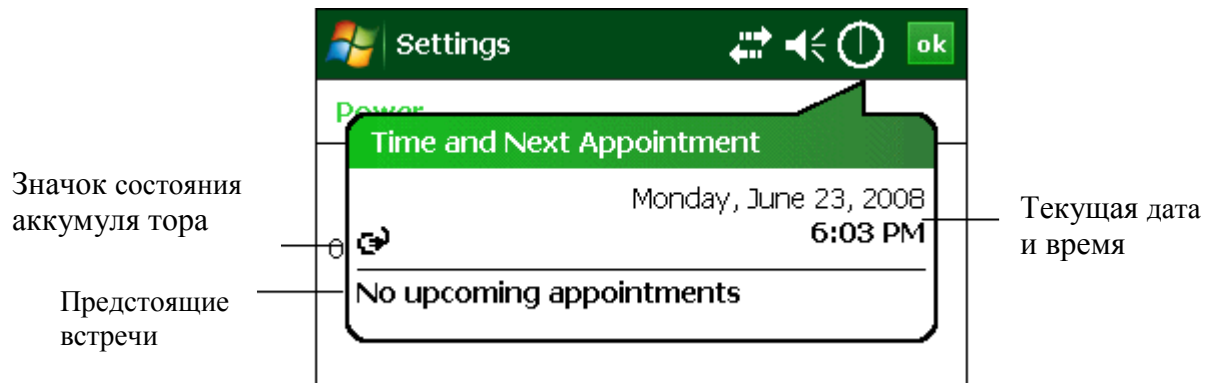 Settings
ok
Power
Time and Next Appointment
Значок состояния
аккумуля тора
Monday, June 23, 2008
6:03 PM
Текущая дата
и время
No upcoming appointments
Предстоящие
встречи